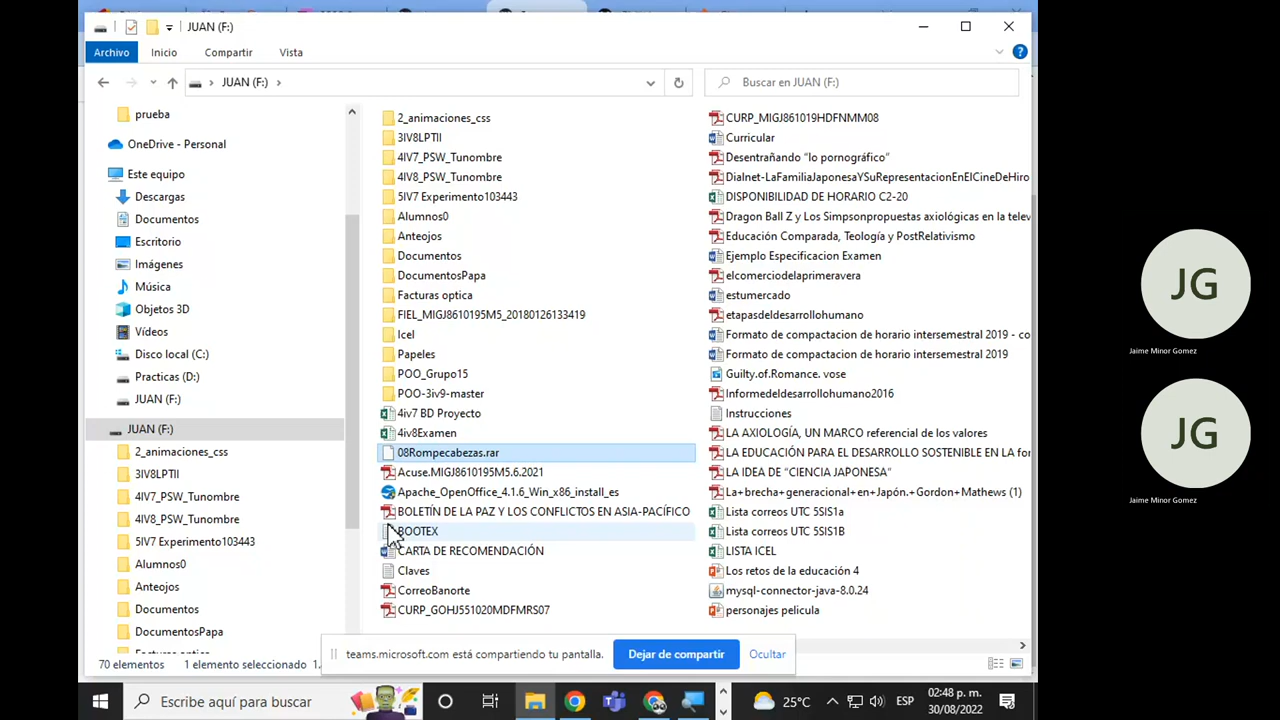 JUAN (F:)
Archivo
Inicio
Compartir
Vista
JUAN (F:)
Buscar en JUAN (F:)
prueba
OneDrive - Personal
Este equipo
Descargas
Documentos
Escritorio
Imágenes
Música
Objetos 3D
Vídeos
Disco local (C:)
Practicas (D:)
JUAN (F:)
JUAN (F:)
2_animaciones_css
3IV8LPTII
4IV7_PSW_Tunombre
4IV8_PSW_Tunombre
5IV7 Experimento103443
Alumnos0
Anteojos
Documentos
DocumentosPapa
2_animaciones_css
3IV8LPTII
4IV7_PSW_Tunombre
4IV8_PSW_Tunombre
5IV7 Experimento103443
Alumnos0
Anteojos
Documentos
DocumentosPapa
Facturas optica
FIEL_MIGJ8610195M5_20180126133419
Icel
Papeles
POO_Grupo15
POO-3iv9-master
4iv7 BD Proyecto
4iv8Examen
08Rompecabezas.rar
Acuse.MIGJ8610195M5.6.2021
Apache_OpenOffice_4.1.6_Win_x86_install_es
BOLETÍN DE LA PAZ Y LOS CONFLICTOS EN ASIA-PACÍFICO
BOOTEX
CARTA DE RECOMENDACIÓN
Claves
CorreoBanorte
CURP_GOHJ551020MDFMRS07
CURP_MIGJ861019HDFNMM08
Curricular
Desentrañando “lo pornográfico”
Dialnet-LaFamiliaJaponesaYSuRepresentacionEnElCineDeHiro
DISPONIBILIDAD DE HORARIO C2-20
Dragon Ball Z y Los Simpsonpropuestas axiológicas en la telev
Educación Comparada, Teología y PostRelativismo
Ejemplo Especificacion Examen
elcomerciodelaprimavera
estumercado
etapasdeldesarrollohumano
Formato de compactacion de horario intersemestral 2019 - co
Formato de compactacion de horario intersemestral 2019
Guilty.of.Romance. vose
Informedeldesarrollohumano2016
Instrucciones
LA AXIOLOGÍA, UN MARCO referencial de los valores
LA EDUCACIÓN PARA EL DESARROLLO SOSTENIBLE EN LA for
LA IDEA DE “CIENCIA JAPONESA”
La+brecha+generacional+en+Japón.+Gordon+Mathews (1)
Lista correos UTC 5SIS1a
Lista correos UTC 5SIS1B
LISTA ICEL
Los retos de la educación 4
mysql-connector-java-8.0.24
personajes pelicula
70 elementos
1 elemento seleccionado
teams.microsoft.com está compartiendo tu pantalla.
Dejar de compartir
Ocultar
Escribe aquí para buscar
25°C
ESP
02:48 p. m.
30/08/2022
JG
Jaime Minor Gomez
JG
Jaime Minor Gomez